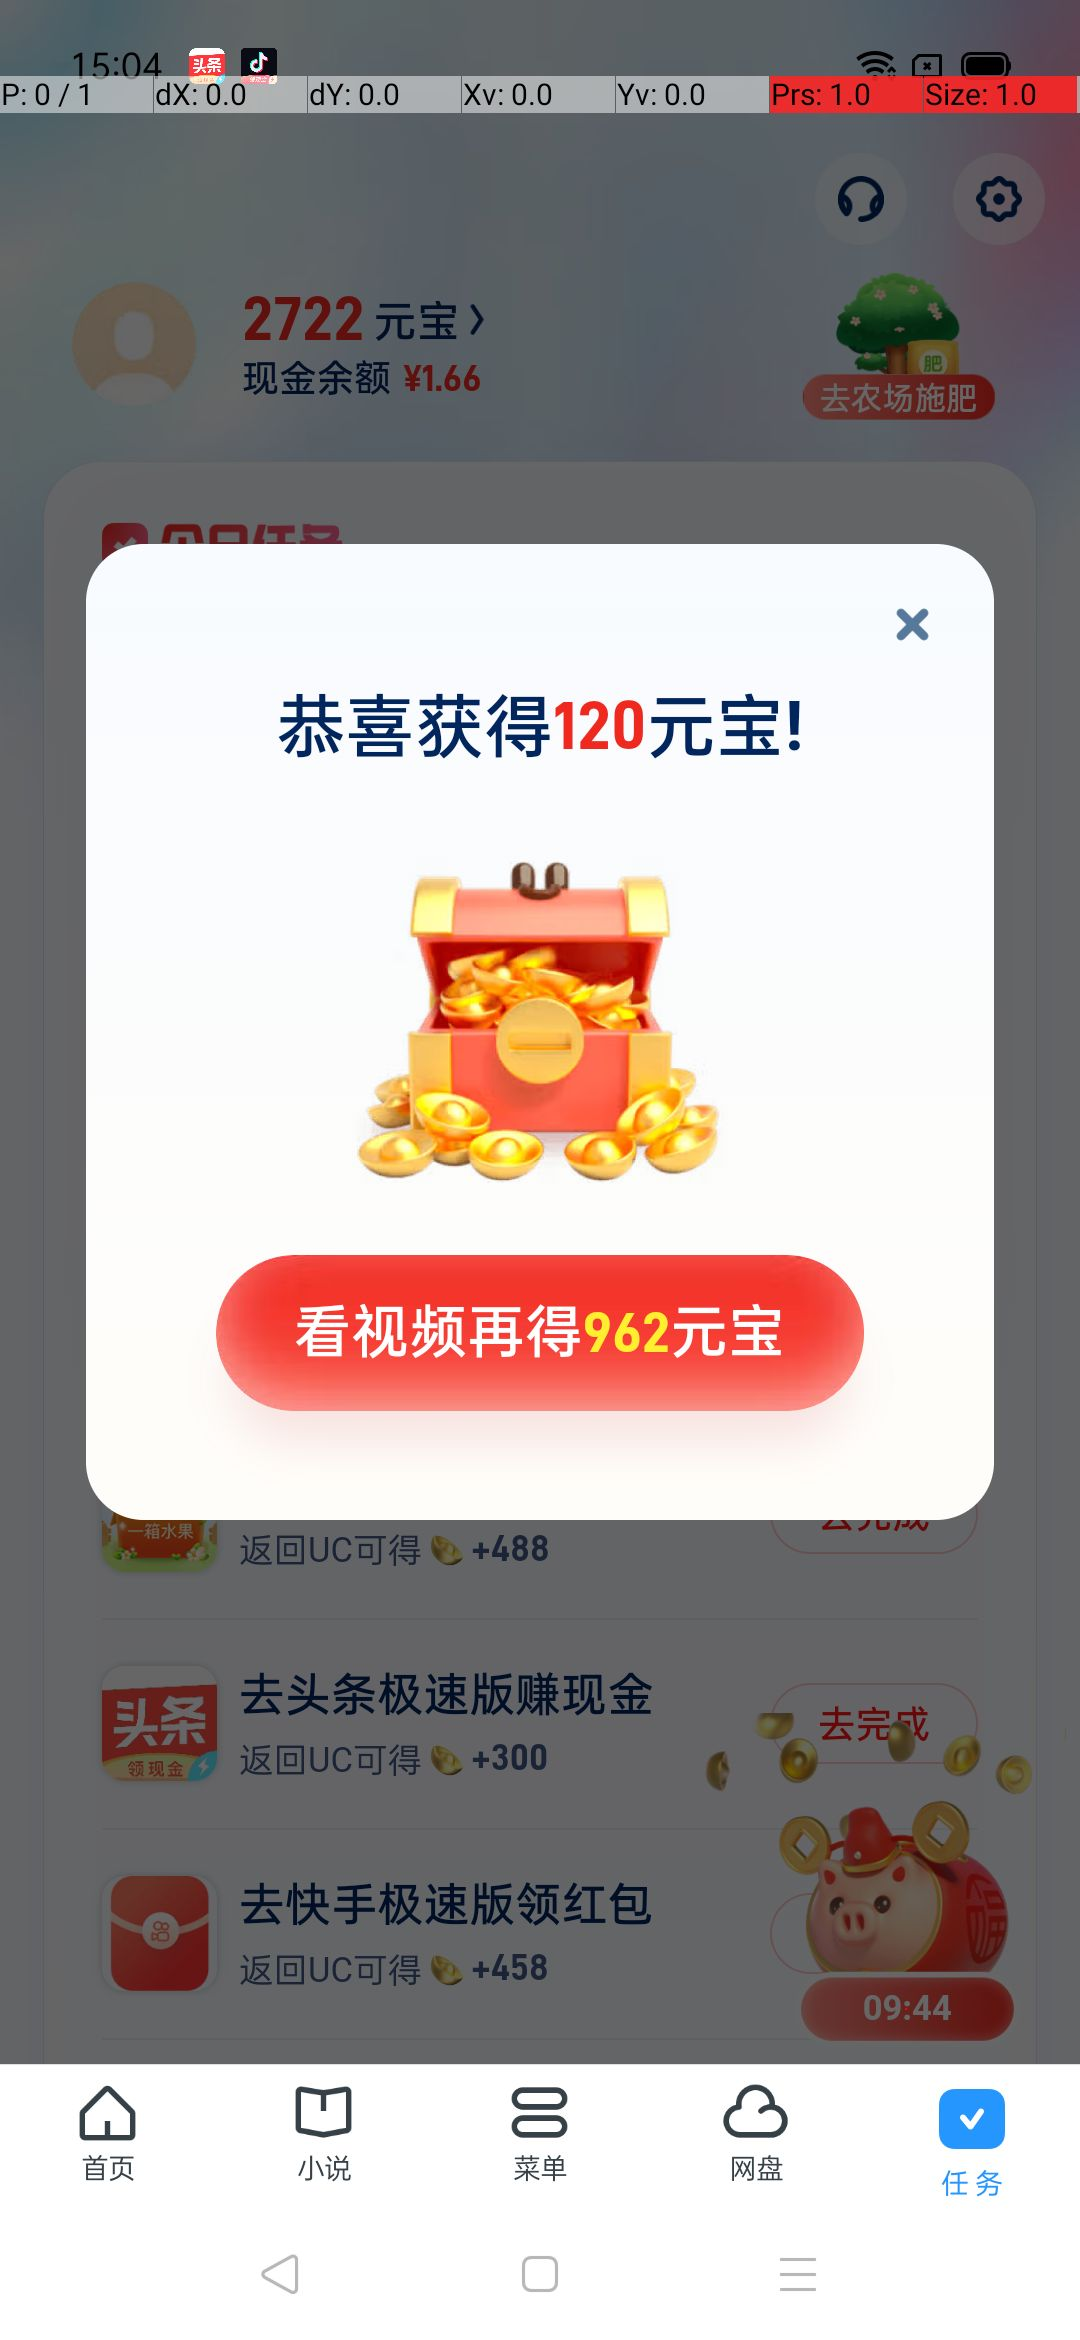 15:04
P: 0 / 1 dX: 0.0 dY: 0.0 Xv: 0.0 Yv: 0.0 Prs: 1.0 Size: 1.0
2722 元宝
现金余额 ¥1.66
肥
去农场施肥
恭喜获得120元宝!
看视频再得962元宝
一箱水果
返回UC可得 +488
去完成
头条
领现金
去头条极速版赚现金
返回UC可得 +300
去完成
去快手极速版领红包
返回UC可得 +458
福
09:44
首页
小说
菜单
网盘
任务